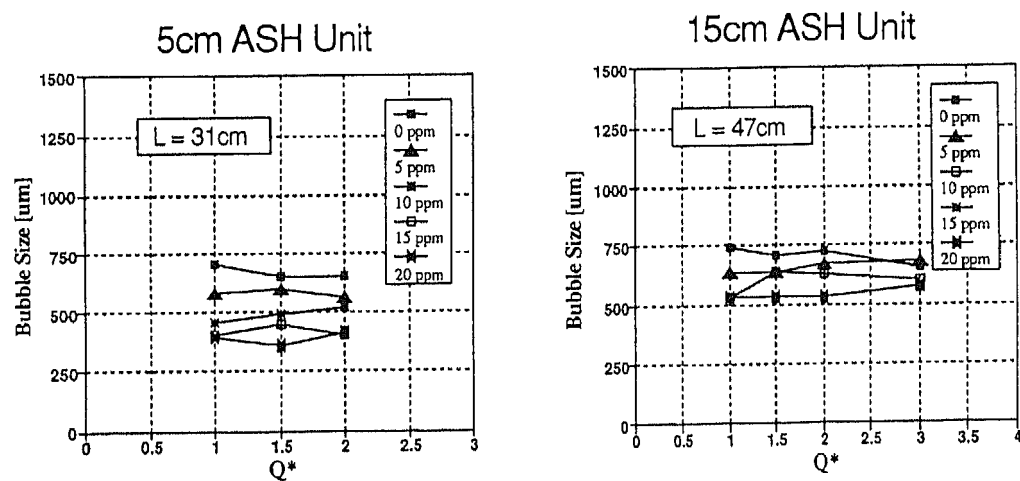 5cm ASH Unit
1500
1250
1000
750
500
250
0
Bubble Size [um]
L = 31cm
0 ppm
5 ppm
10 ppm
15 ppm
20 ppm
0 0.5 1 1.5 2 2.5 3
Q*
15cm ASH Unit
1500
1250
1000
750
500
250
0
Bubble Size [um]
L = 47cm
0 ppm
5 ppm
10 ppm
15 ppm
20 ppm
0 0.5 1 1.5 2 2.5 3 3.5 4
Q*